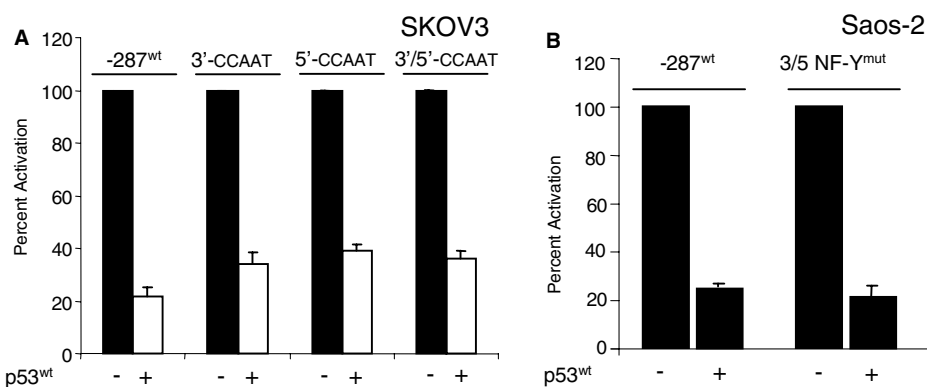 A
SKOV3
-287wt 3'-CCAAT 5'-CCAAT 3'/5'-CCAAT
Percent Activation
120
100
80
60
40
20
0
p53wt - + - + - + - +
B
Saos-2
-287wt 3/5 NF-Ymut
Percent Activation
120
100
80
60
40
20
0
p53wt - + - +